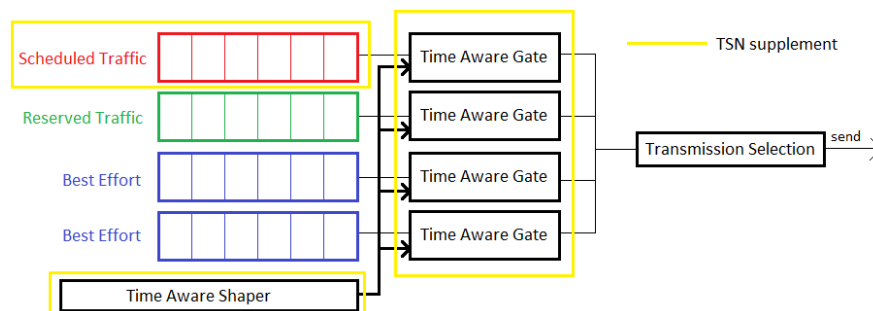 Scheduled Traffic
Time Aware Gate
TSN supplement
Reserved Traffic
Time Aware Gate
Transmission Selection
send
Best Effort
Time Aware Gate
Best Effort
Time Aware Gate
Time Aware Shaper